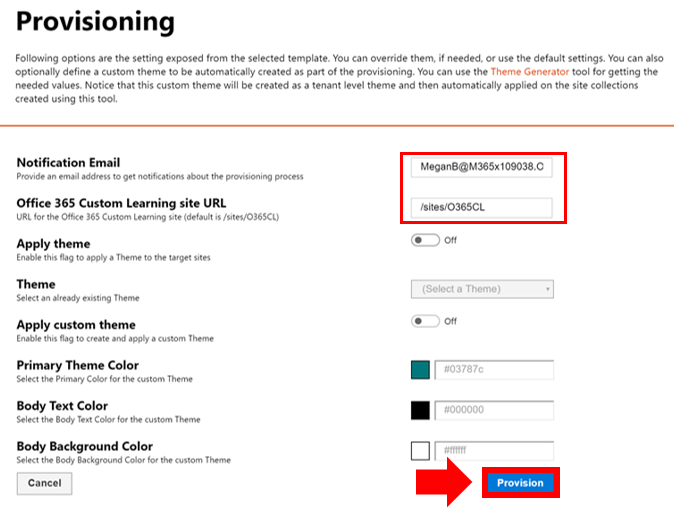 Provisioning
Following options are the setting exposed from the selected template. You can override them, if needed, or use the default settings. You can also
optionally define a custom theme to be automatically created as part of the provisioning. You can use the Theme Generator tool for getting the
needed values. Notice that this custom theme will be created as a tenant level theme and then automatically applied on the site collections
created using this tool.
Notification Email
Provide an email address to get notifications about the provisioning process
MeganB@M365x109038.O
Office 365 Custom Learning site URL
URL for the Office 365 Custom Learning site (default is /sites/O365CL)
/sites/O365CL
Apply theme
Enable this flag to apply a Theme to the target sites
Off
Theme
Select an already existing Theme
(Select a Theme)
Apply custom theme
Enable this flag to create and apply a custom Theme
Off
Primary Theme Color
Select the Primary Color for the custom Theme
#03787c
Body Text Color
Select the Body Text Color for the custom Theme
#000000
Body Background Color
Select the Body Background Color for the custom Theme
#ffffff
Cancel
Provision